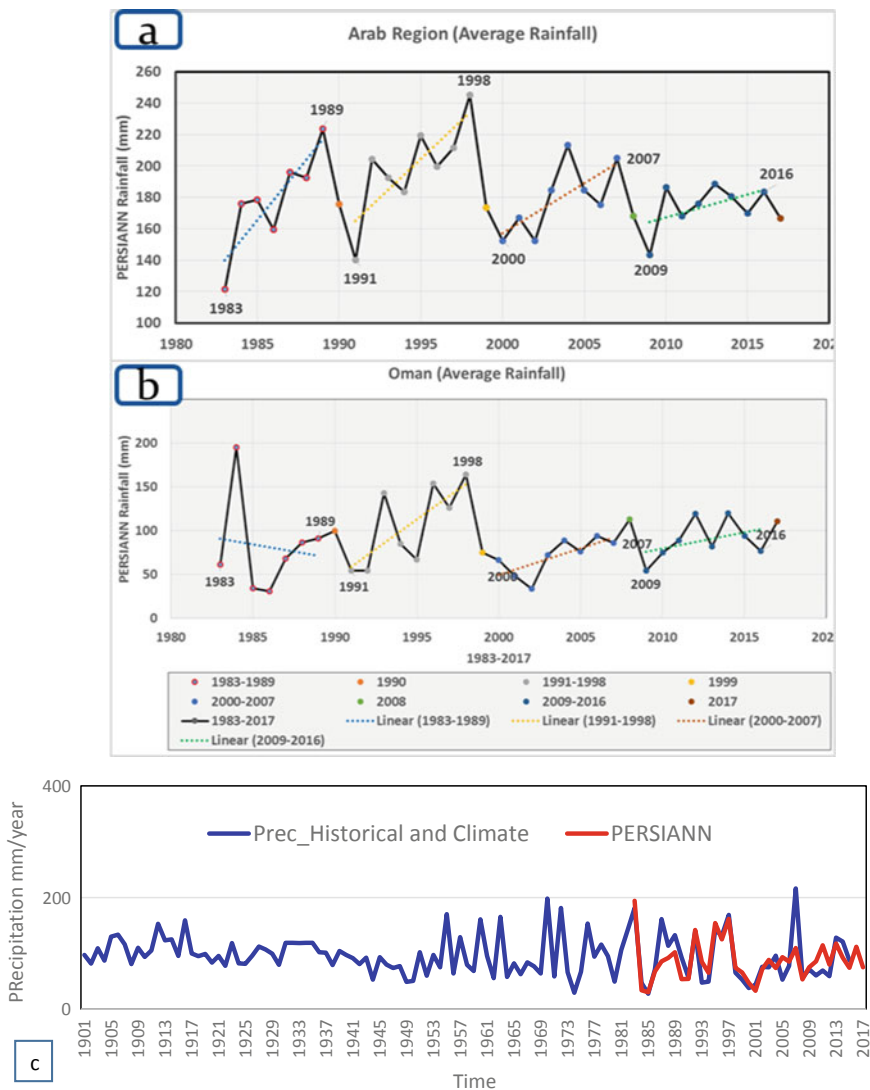 a
Arab Region (Average Rainfall)
PERSIANN Rainfall (mm)
260
240
220
200
180
160
140
120
100
1998
1989
2007
2016
2000
1991
2009
1983
1980 1985 1990 1995 2000 2005 2010 2015 202
b
Oman (Average Rainfall)
PERSIANN Rainfall (mm)
200
150
100
50
0
1998
1989
2007
2016
1983
1991
2000
2009
1980 1985 1990 1995 2000 2005 2010 2015 202
1983-2017
1983-1989 1990 1991-1998 1999
2000-2007 2008 2009-2016 2017
1983-2017 Linear (1983-1989) Linear (1991-1998) Linear (2000-2007)
Linear (2009-2016)
PRecipitation mm/year
400
200
0
Prec_Historical and Climate PERSIANN
1901 1905 1909 1913 1917 1921 1925 1929 1933 1937 1941 1945 1949 1953 1957 1961 1965 1969 1973 1977 1981 1985 1989 1993 1997 2001 2005 2009 2013 2017
c
Time